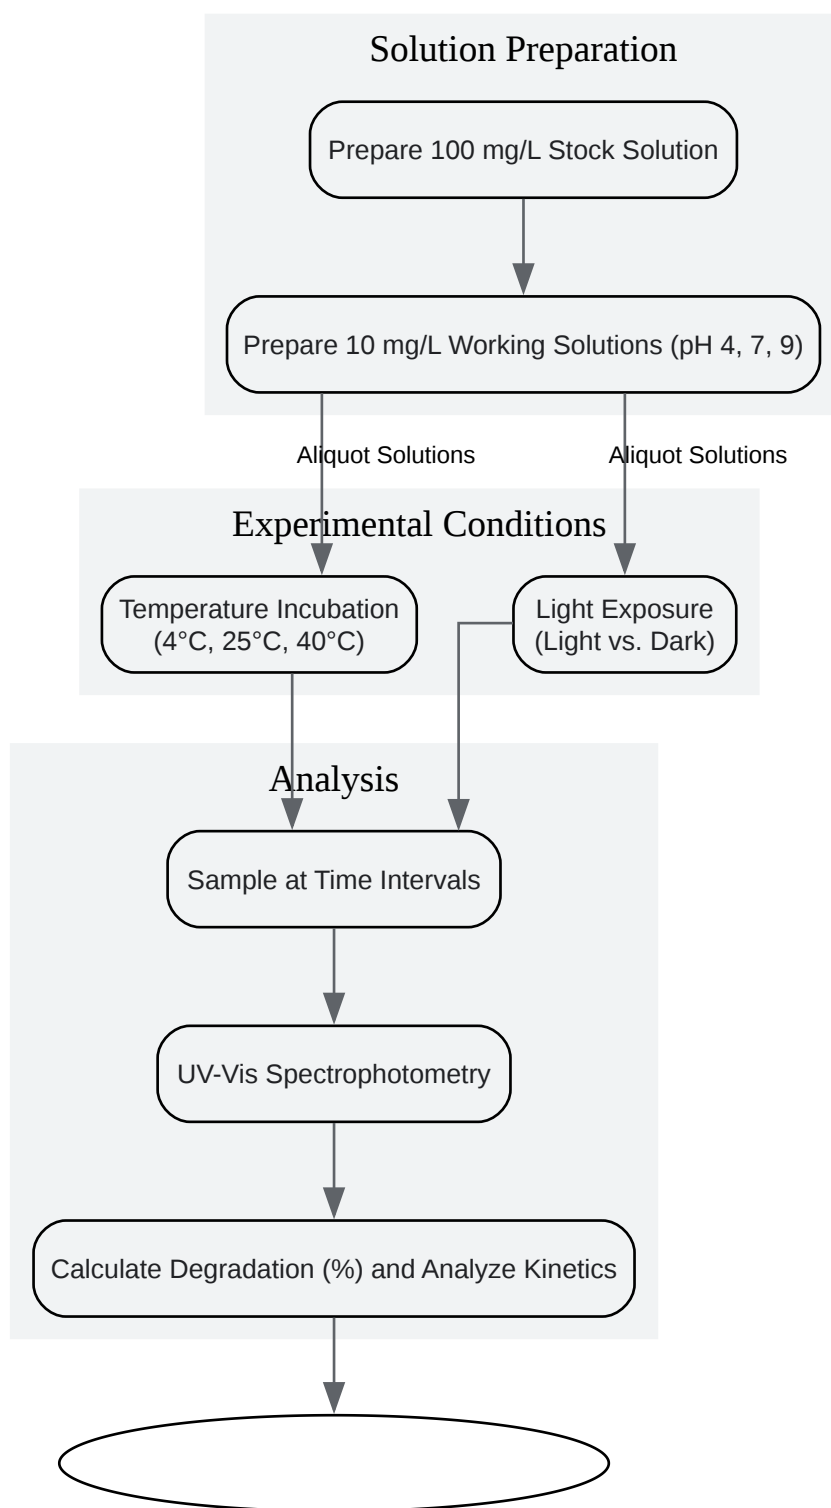 Solution Preparation
Prepare 100 mg/L Stock Solution
Prepare 10 mg/L Working Solutions (pH 4, 7, 9)
Aliquot Solutions
Aliquot Solutions
Experimental Conditions
Temperature Incubation
(4°C, 25°C, 40°C)
Light Exposure
(Light vs. Dark)
Analysis
Sample at Time Intervals
UV-Vis Spectrophotometry
Calculate Degradation (%) and Analyze Kinetics